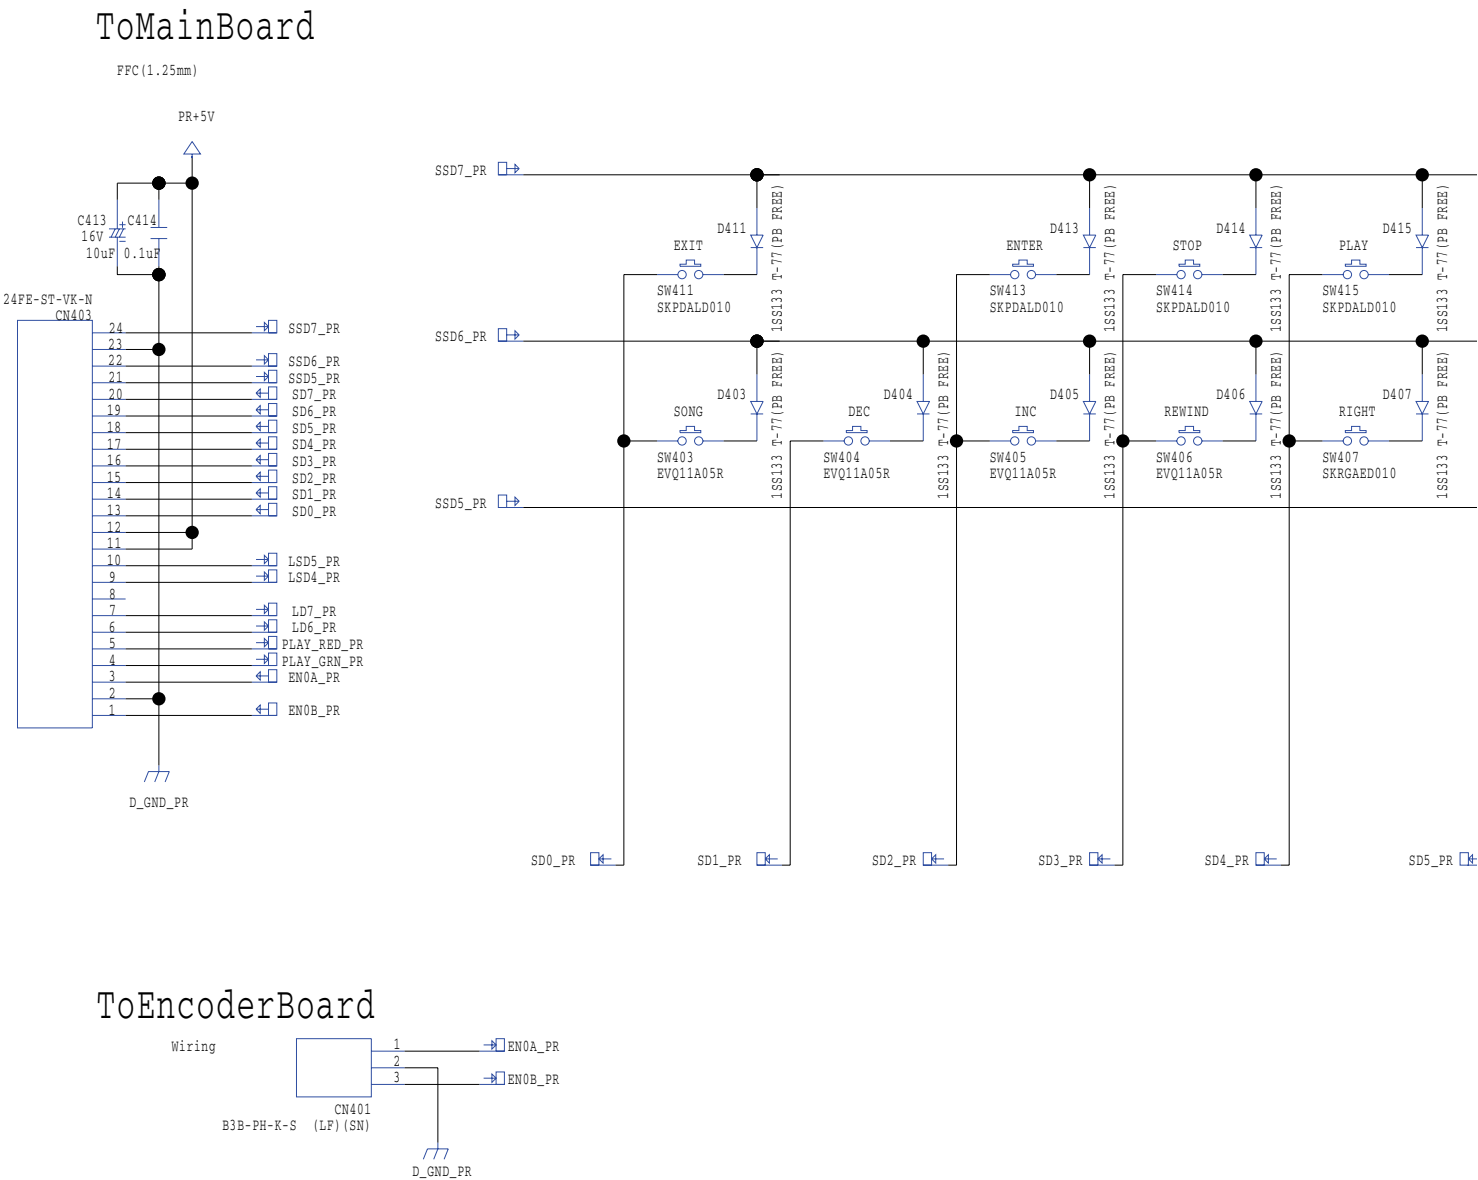 ToMainBoard
FFC(1.25mm)
PR+5V
C413
16V
10uF
C414
0.1uF
24FE-ST-VK-N
CN403
24 SSD7_PR
23
22 SSD6_PR
21 SSD5_PR
20 SD7_PR
19 SD6_PR
18 SD5_PR
17 SD4_PR
16 SD3_PR
15 SD2_PR
14 SD1_PR
13 SD0_PR
12
11
10 LSD5_PR
9 LSD4_PR
8
7 LD7_PR
6 LD6_PR
5 PLAY_RED_PR
4 PLAY_GRN_PR
3 EN0A_PR
2
1 EN0B_PR
D_GND_PR
SSD7_PR
D411
1SS133 T-77(PB FREE)
EXIT
SW411
SKPDALD010
D413
1SS133 T-77(PB FREE)
ENTER
SW413
SKPDALD010
D414
1SS133 T-77(PB FREE)
STOP
SW414
SKPDALD010
D415
1SS133 T-77(PB FREE)
PLAY
SW415
SKPDALD010
SSD6_PR
D403
1SS133 T-77(PB FREE)
SONG
SW403
EVQ11A05R
D404
1SS133 T-77(PB FREE)
DEC
SW404
EVQ11A05R
D405
1SS133 T-77(PB FREE)
INC
SW405
EVQ11A05R
D406
1SS133 T-77(PB FREE)
REWIND
SW406
EVQ11A05R
D407
1SS133 T-77(PB FREE)
RIGHT
SW407
SKRGAED010
SSD5_PR
SD0_PR
SD1_PR
SD2_PR
SD3_PR
SD4_PR
SD5_PR
ToEncoderBoard
Wiring
1 EN0A_PR
2
3 EN0B_PR
CN401
B3B-PH-K-S (LF)(SN)
D_GND_PR